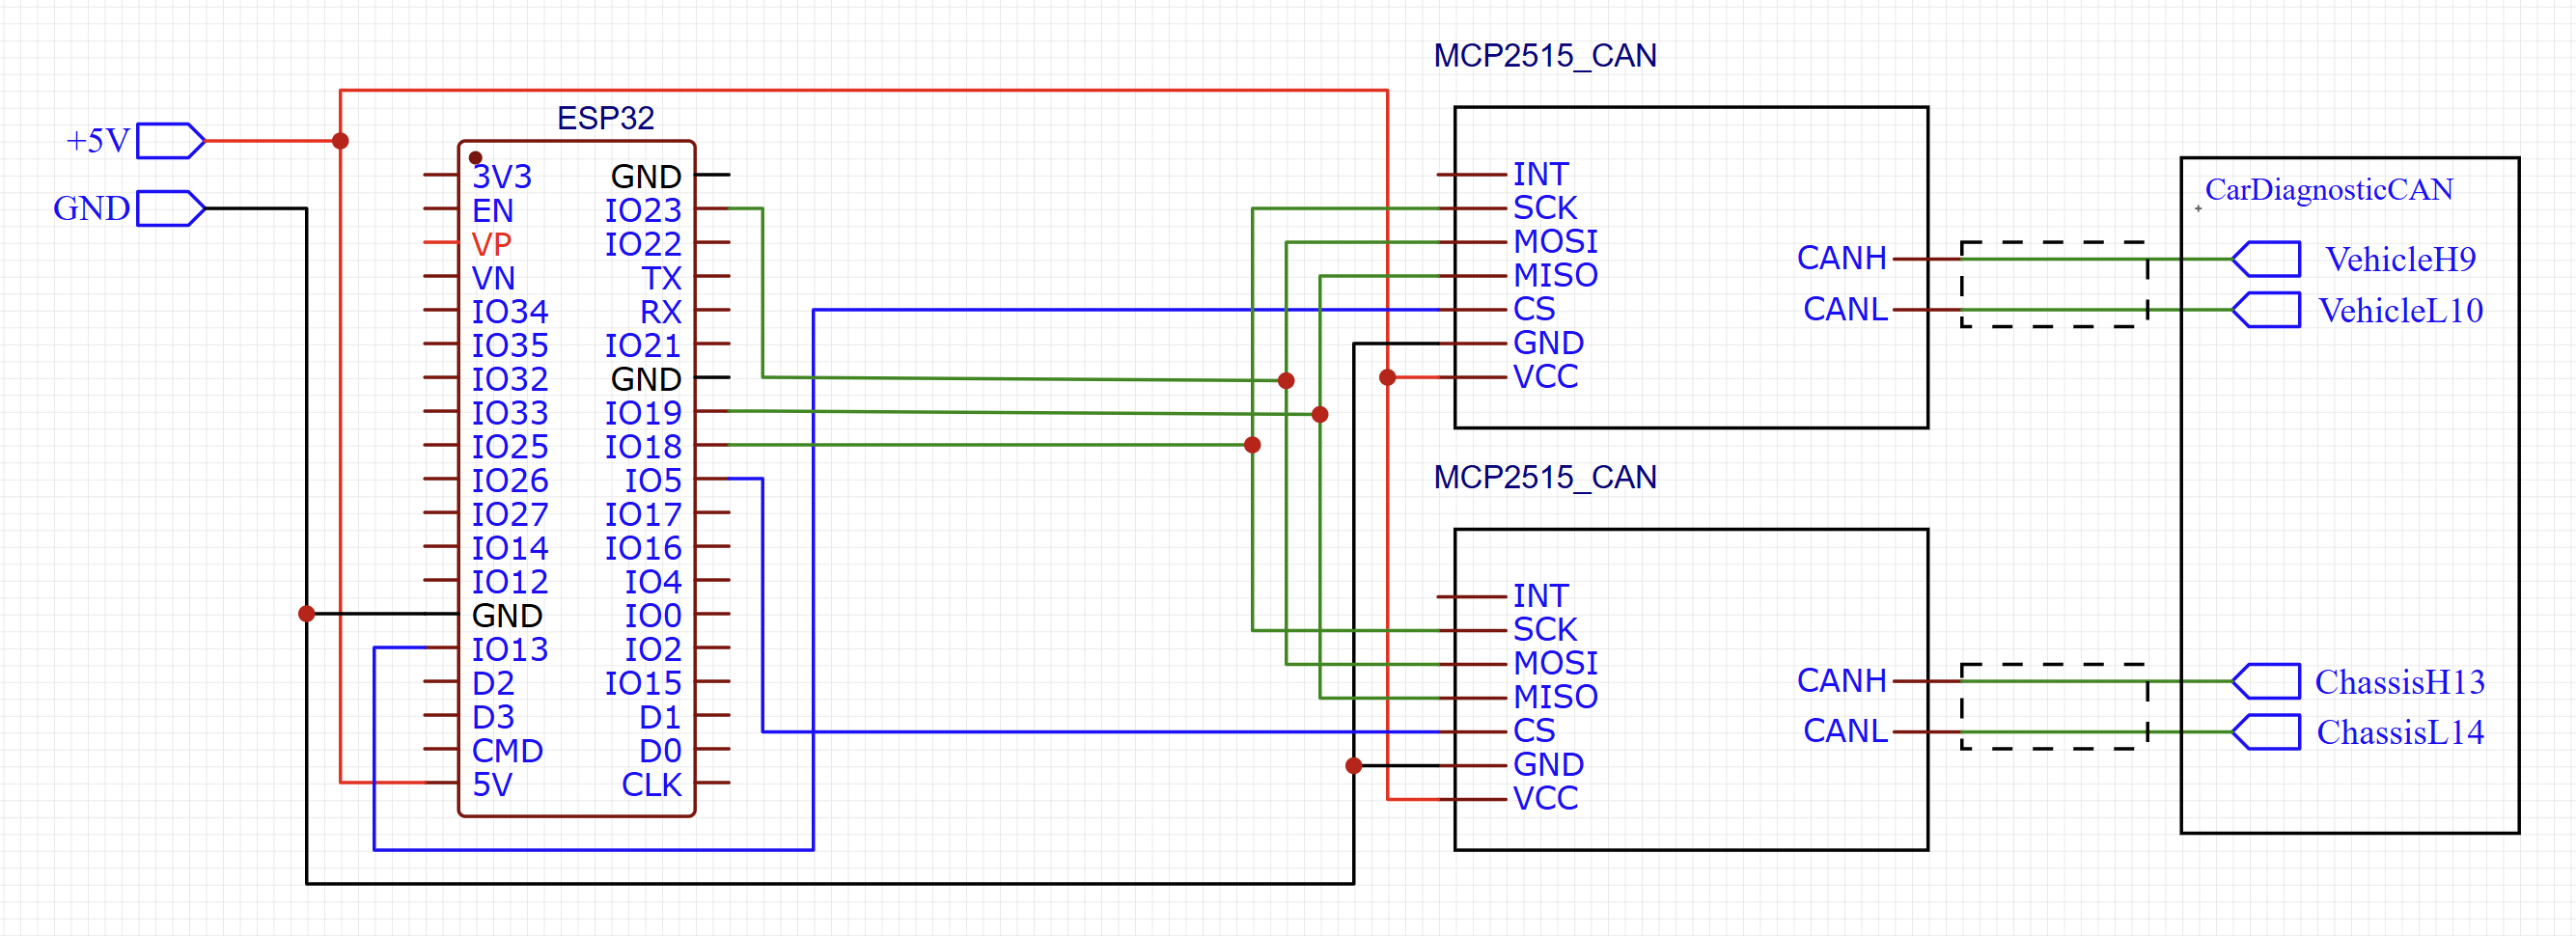 +5V
GND
ESP32
3V3
EN
VP
VN
IO34
IO35
IO32
IO33
IO25
IO26
IO27
IO14
IO12
GND
IO13
D2
D3
CMD
5V
GND
IO23
IO22
TX
RX
IO21
GND
IO19
IO18
IO5
IO17
IO16
IO4
IO0
IO2
IO15
D1
D0
CLK
MCP2515_CAN
INT
SCK
MOSI
MISO
CS
GND
VCC
CANH
CANL
MCP2515_CAN
INT
SCK
MOSI
MISO
CS
GND
VCC
CANH
CANL
CarDiagnosticCAN
VehicleH9
VehicleL10
ChassisH13
ChassisL14